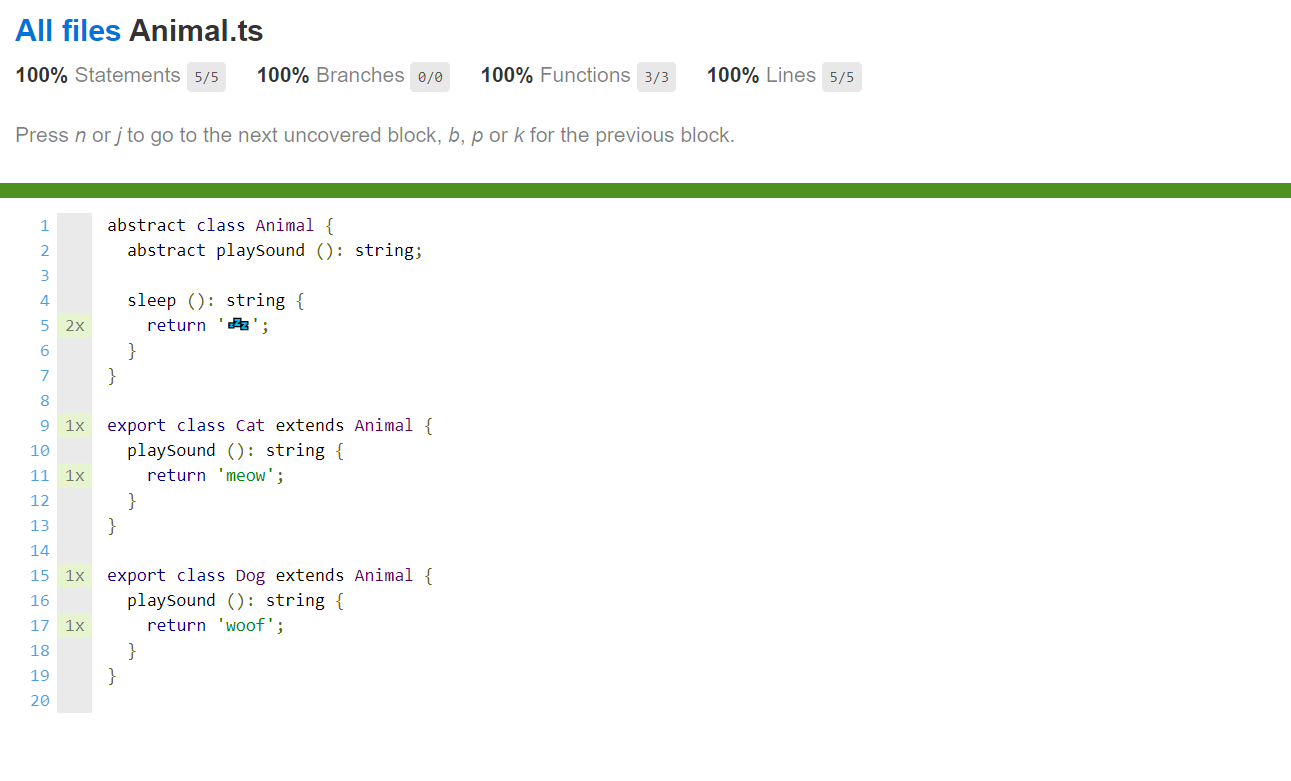 All files Animal.ts
100% Statements 5/5 100% Branches 0/0 100% Functions 3/3 100% Lines 5/5
Press n or j to go to the next uncovered block, b, p or k for the previous block.
1 abstract class Animal {
2 abstract playSound (): string;
3
4 sleep (): string {
5 2x return '💤';
6 }
7 }
8
9 1x export class Cat extends Animal {
10 playSound (): string {
11 1x return 'meow';
12 }
13 }
14
15 1x export class Dog extends Animal {
16 playSound (): string {
17 1x return 'woof';
18 }
19 }
20